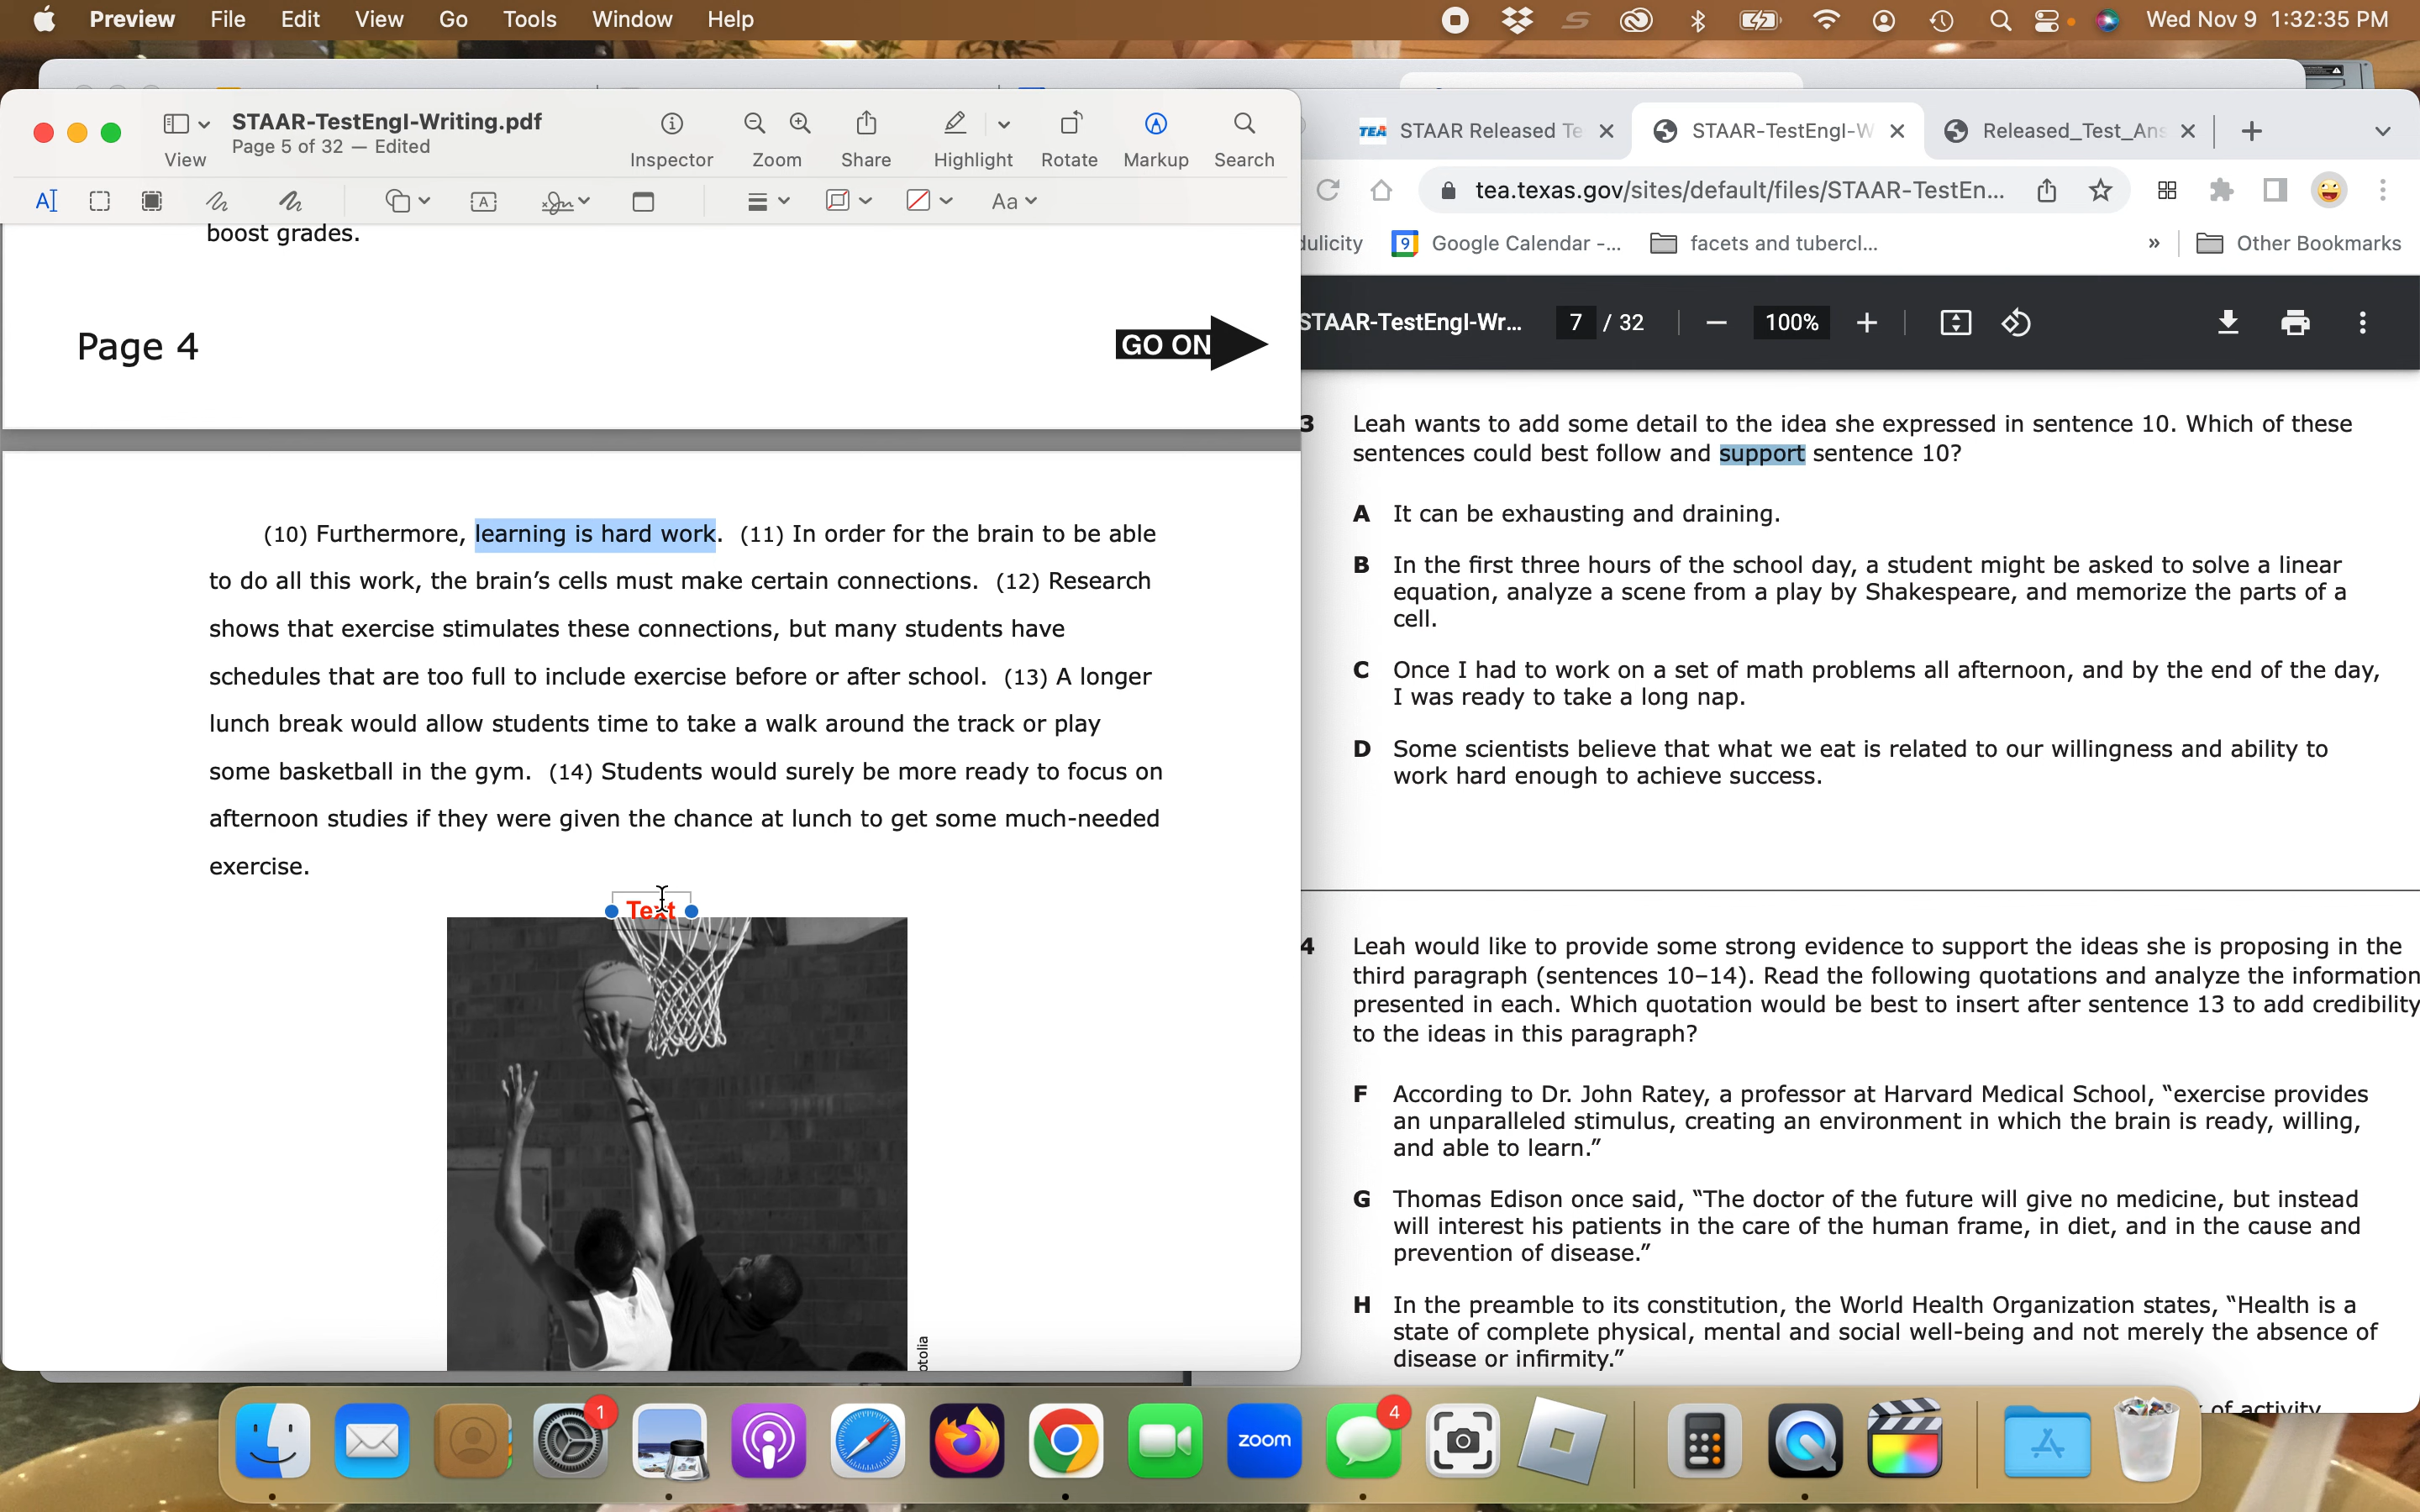 Preview File Edit View Go Tools Window Help Wed Nov 9 1:32:35 PM
STAAR-TestEngI-Writing.pdf
Page 5 of 32 — Edited
View Inspector Zoom Share Highlight Rotate Markup Search
A A Aa
boost grades.
Page 4
GO ON
(10) Furthermore, learning is hard work. (11) In order for the brain to be able
to do all this work, the brain's cells must make certain connections. (12) Research
shows that exercise stimulates these connections, but many students have
schedules that are too full to include exercise before or after school. (13) A longer
lunch break would allow students time to take a walk around the track or play
some basketball in the gym. (14) Students would surely be more ready to focus on
afternoon studies if they were given the chance at lunch to get some much-needed
exercise.
Text
otolia
TEA STAAR Released Te STAAR-TestEngI-W Released_Test_Ans
tea.texas.gov/sites/default/files/STAAR-TestEn...
dulicity 9 Google Calendar -... facets and tubercl... » Other Bookmarks
STAAR-TestEngI-Wr... 7 / 32 100%
3 Leah wants to add some detail to the idea she expressed in sentence 10. Which of these
sentences could best follow and support sentence 10?
A It can be exhausting and draining.
B In the first three hours of the school day, a student might be asked to solve a linear
equation, analyze a scene from a play by Shakespeare, and memorize the parts of a
cell.
C Once I had to work on a set of math problems all afternoon, and by the end of the day,
I was ready to take a long nap.
D Some scientists believe that what we eat is related to our willingness and ability to
work hard enough to achieve success.
4 Leah would like to provide some strong evidence to support the ideas she is proposing in the
third paragraph (sentences 10–14). Read the following quotations and analyze the information
presented in each. Which quotation would be best to insert after sentence 13 to add credibility
to the ideas in this paragraph?
F According to Dr. John Ratey, a professor at Harvard Medical School, "exercise provides
an unparalleled stimulus, creating an environment in which the brain is ready, willing,
and able to learn."
G Thomas Edison once said, "The doctor of the future will give no medicine, but instead
will interest his patients in the care of the human frame, in diet, and in the cause and
prevention of disease."
H In the preamble to its constitution, the World Health Organization states, "Health is a
state of complete physical, mental and social well-being and not merely the absence of
disease or infirmity."
of activity
1 zoom 4